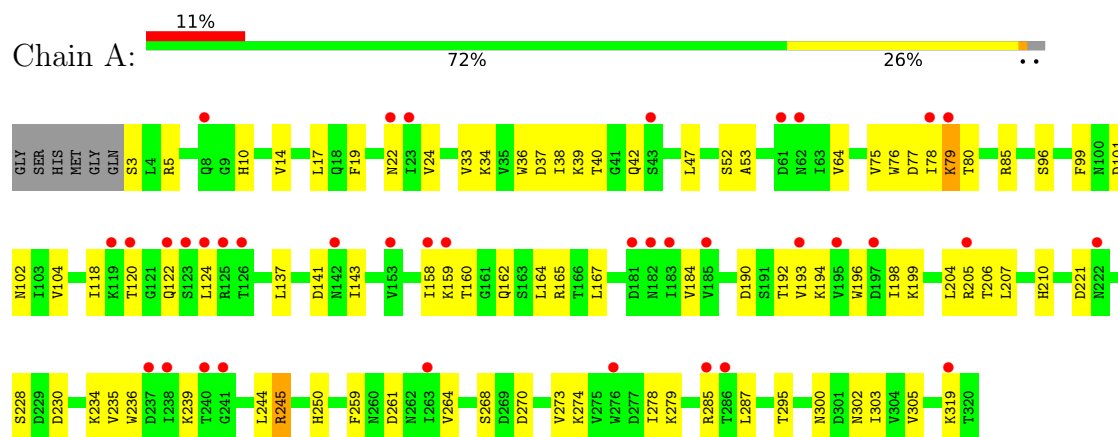 11%
Chain A:
72% 26% • •
GLY SER HIS MET GLY GLN S3 L4 R5 Q8 G9 H10 V14 L17 Q18 F19 N22 I23 V24 V33 K34 V35 W36 D37 I38 K39 T40 G41 Q42 S43 L47 S52 A53 D61 N62 I63 V64 V75 W76 D77 I78 K79 T80 R85 S96 F99 N100 D101
N102 I103 V104 I118 K119 T120 G121 Q122 S123 L124 R125 T126 L137 D141 N142 I143 V153 I158 K159 T160 G161 Q162 S163 L164 R165 T166 L167 D181 N182 I183 V184 V185 D190 S191 T192 V193 K194 V195 W196 D197 I198 K199 L204 R205 T206 L207 H210 D221 N222
S228 D229 D230 K234 V235 W236 D237 I238 K239 T240 G241 L244 R245 H250 F259 N260 D261 N262 I263 V264 S268 D269 D270 V273 K274 V275 W276 D277 I278 K279 R285 T286 L287 T295 N300 D301 N302 I303 V304 V305 K319 T320